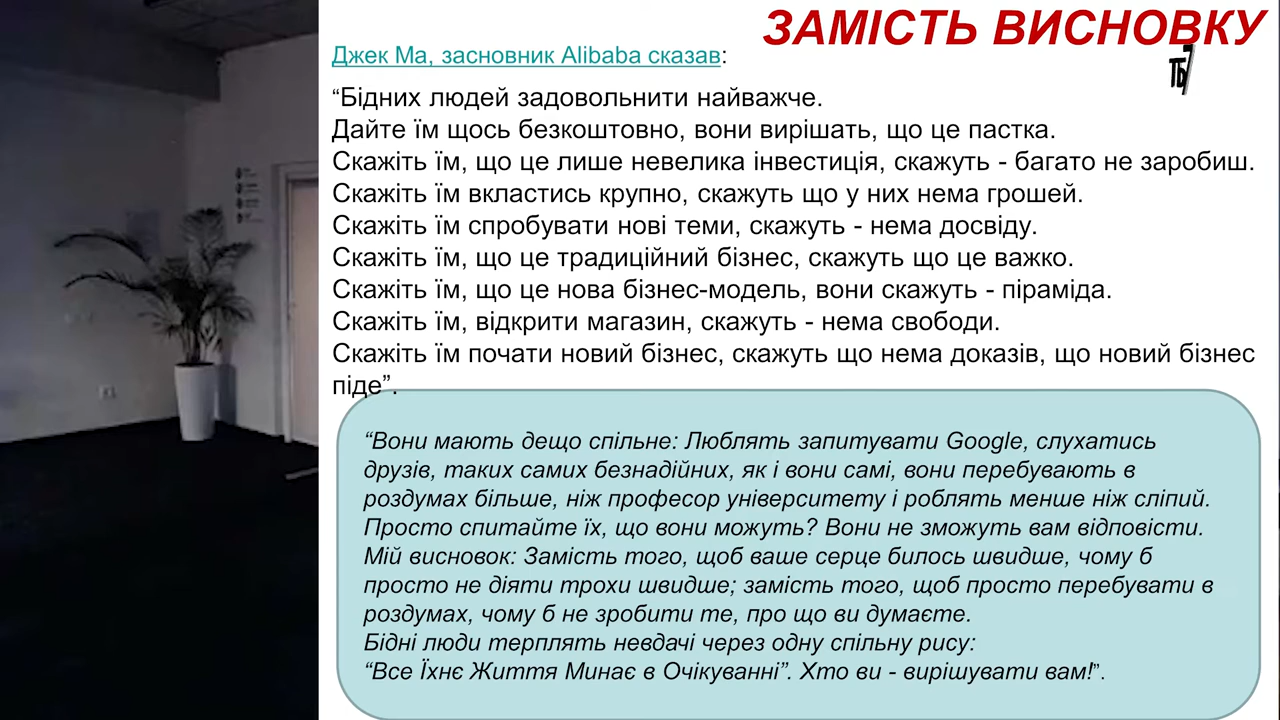 ЗАМІСТЬ ВИСНОВКУ
Джек Ма, засновник Alibaba сказав:
ТБ
“Бідних людей задовольнити найважче.
Дайте їм щось безкоштовно, вони вирішать, що це пастка.
Скажіть їм, що це лише невелика інвестиція, скажуть - багато не заробиш.
Скажіть їм вкластись крупно, скажуть що у них нема грошей.
Скажіть їм спробувати нові теми, скажуть - нема досвіду.
Скажіть їм, що це традиційний бізнес, скажуть що це важко.
Скажіть їм, що це нова бізнес-модель, вони скажуть - піраміда.
Скажіть їм, відкрити магазин, скажуть - нема свободи.
Скажіть їм почати новий бізнес, скажуть що нема доказів, що новий бізнес
піде”.
“Вони мають дещо спільне: Люблять запитувати Google, слухатись
друзів, таких самих безнадійних, як і вони самі, вони перебувають в
роздумах більше, ніж професор університету і роблять менше ніж сліпий.
Просто спитайте їх, що вони можуть? Вони не зможуть вам відповісти.
Мій висновок: Замість того, щоб ваше серце билось швидше, чому б
просто не діяти трохи швидше; замість того, щоб просто перебувати в
роздумах, чому б не зробити те, про що ви думаєте.
Бідні люди терплять невдачі через одну спільну рису:
“Все Їхнє Життя Минає в Очікуванні”. Хто ви - вирішувати вам!”.